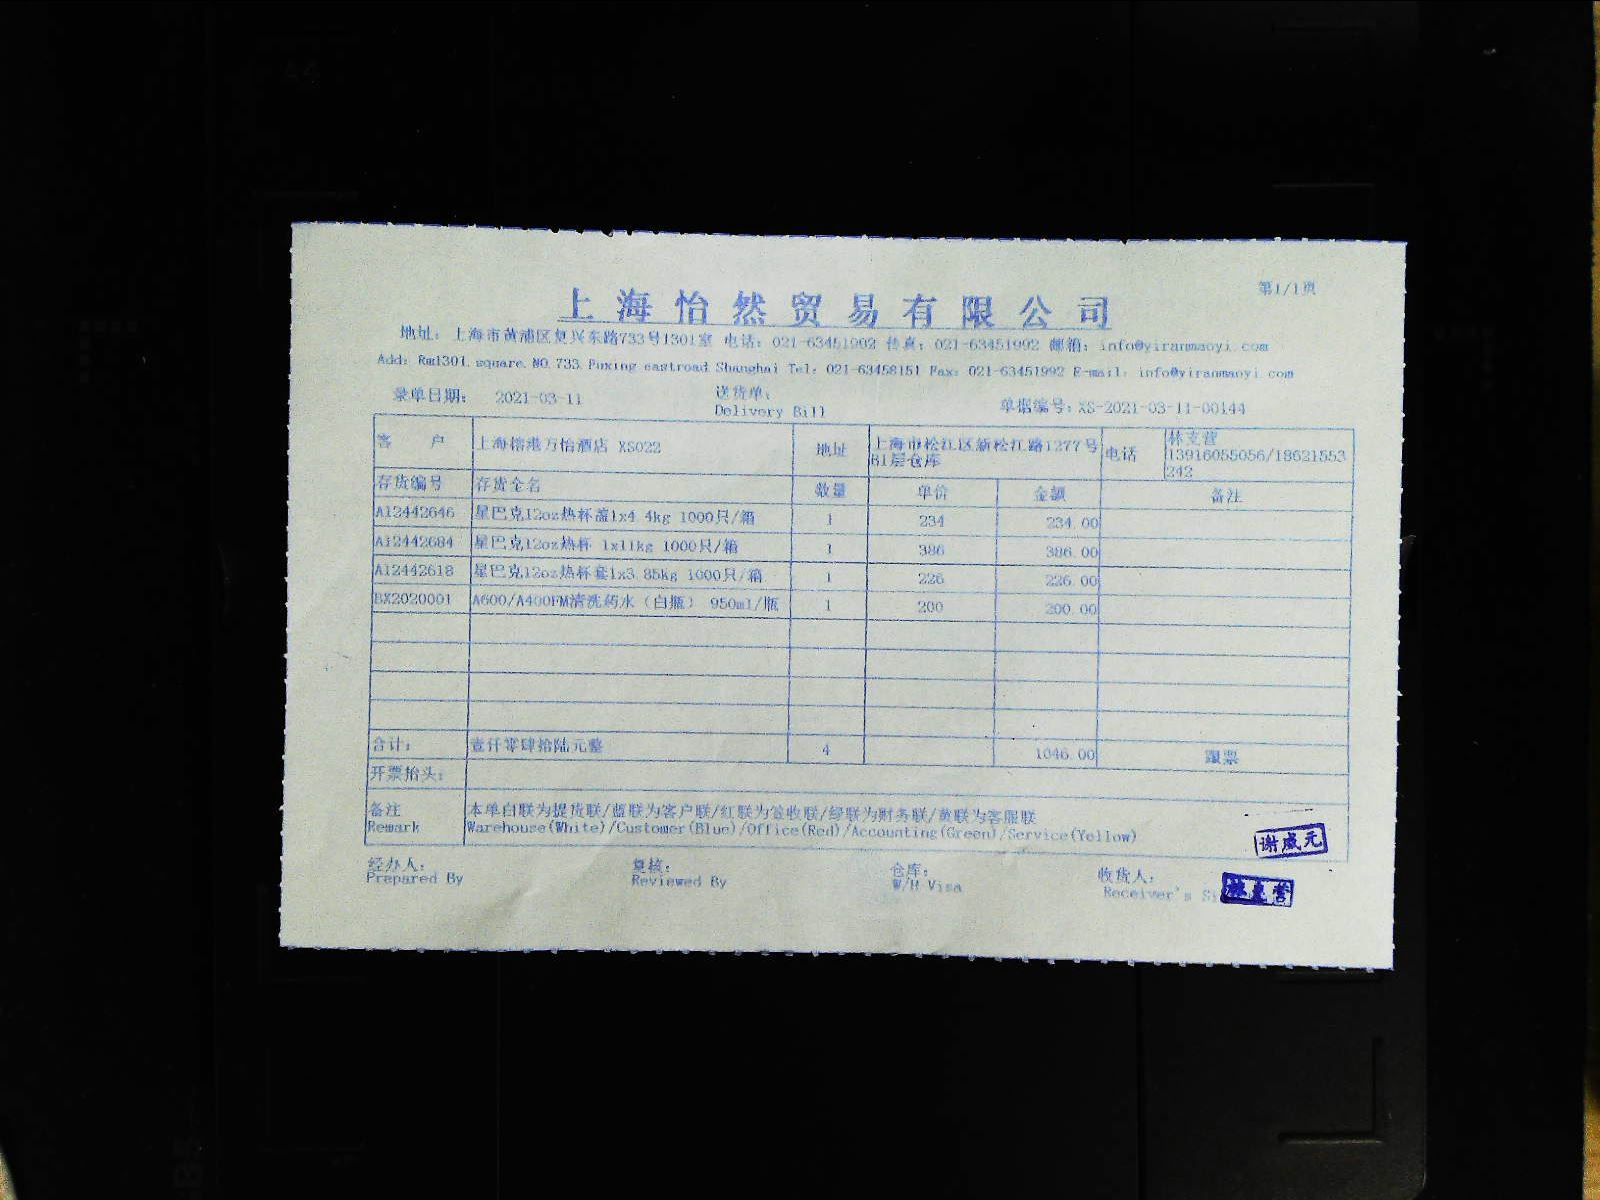 第1/1页
上海怡然贸易有限公司
地址：上海市黄浦区复兴东路733号1301室 电话：021-63451902 传真：021-63451992 邮箱：info@yiranmaoyi.com
Add: Rm1301.square.NO.733.Fuxing eastroad Shanghai Tel: 021-63458151 Fax: 021-63451992 E-mail: info@yiranmaoyi.com
录单日期： 2021-03-11 送货单： 单据编号：XS-2021-03-11-00144
Delivery Bill
客 户 上海榕港万怡酒店 XS022 地址 上海市松江区新松江路1277号B1层仓库 电话 林支营 13916055056/18621553242
存货编号 存货全名 数量 单价 金额 备注
A12442646 星巴克12oz热杯盖1x4.4kg 1000只/箱 1 234 234.00
A12442684 星巴克12oz热杯 1x11kg 1000只/箱 1 386 386.00
A12442618 星巴克12oz热杯套1x3.85kg 1000只/箱 1 226 226.00
BX2020001 A600/A400FM清洗药水（白瓶） 950ml/瓶 1 200 200.00
合计： 壹仟零肆拾陆元整 4 1046.00 跟票
开票抬头：
备注 本单白联为提货联/蓝联为客户联/红联为签收联/绿联为财务联/黄联为客服联
Remark Warehouse(White)/Customer(Blue)/Office(Red)/Accounting(Green)/Service(Yellow)
谢成元
经办人： 复核： 仓库： 收货人：
Prepared By Reviewed By W/H Visa Receiver's
林支营